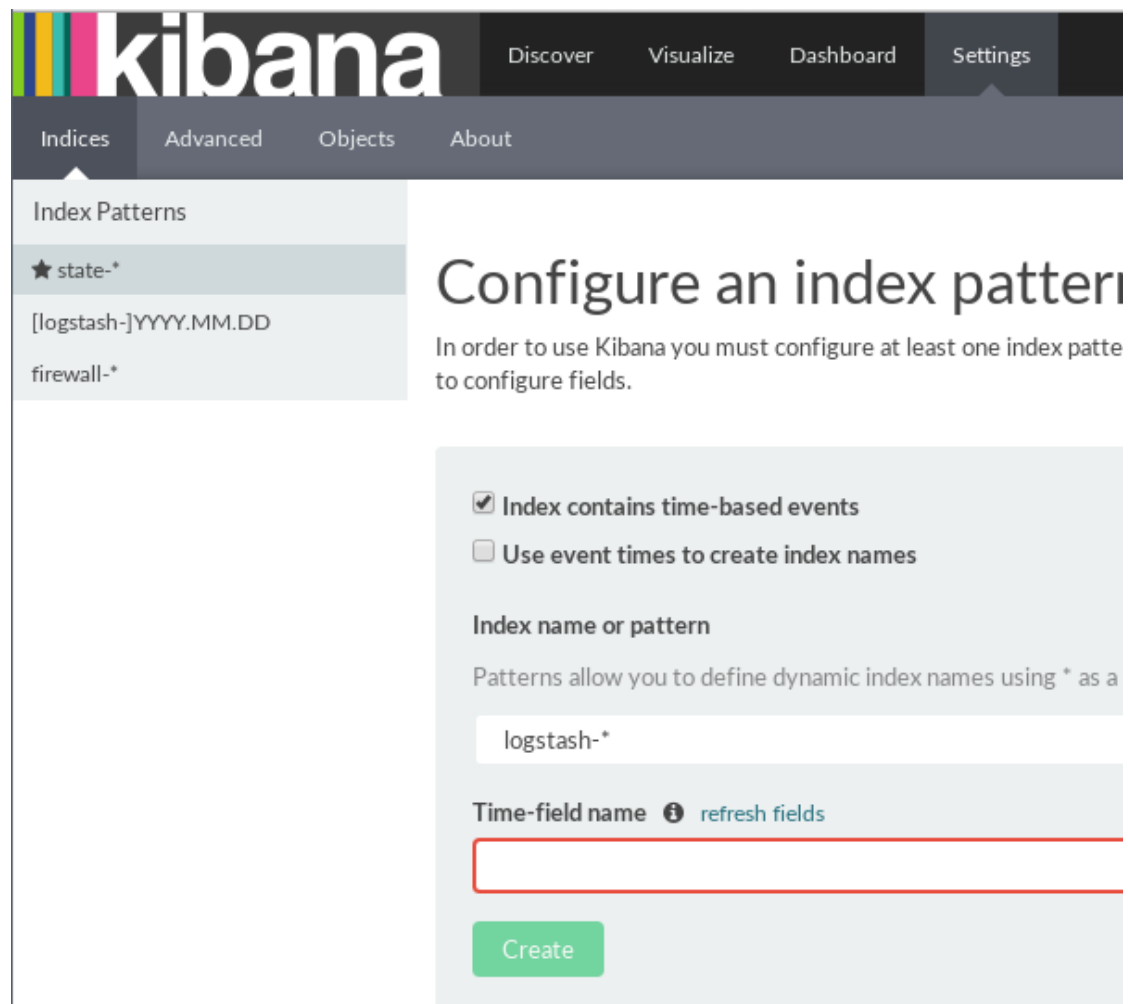 kibana
Discover Visualize Dashboard Settings
Indices Advanced Objects About
Index Patterns
state-*
[logstash-]YYYY.MM.DD
firewall-*
Configure an index pattern
In order to use Kibana you must configure at least one index patte
to configure fields.
Index contains time-based events
Use event times to create index names
Index name or pattern
Patterns allow you to define dynamic index names using * as a
logstash-*
Time-field name refresh fields
Create